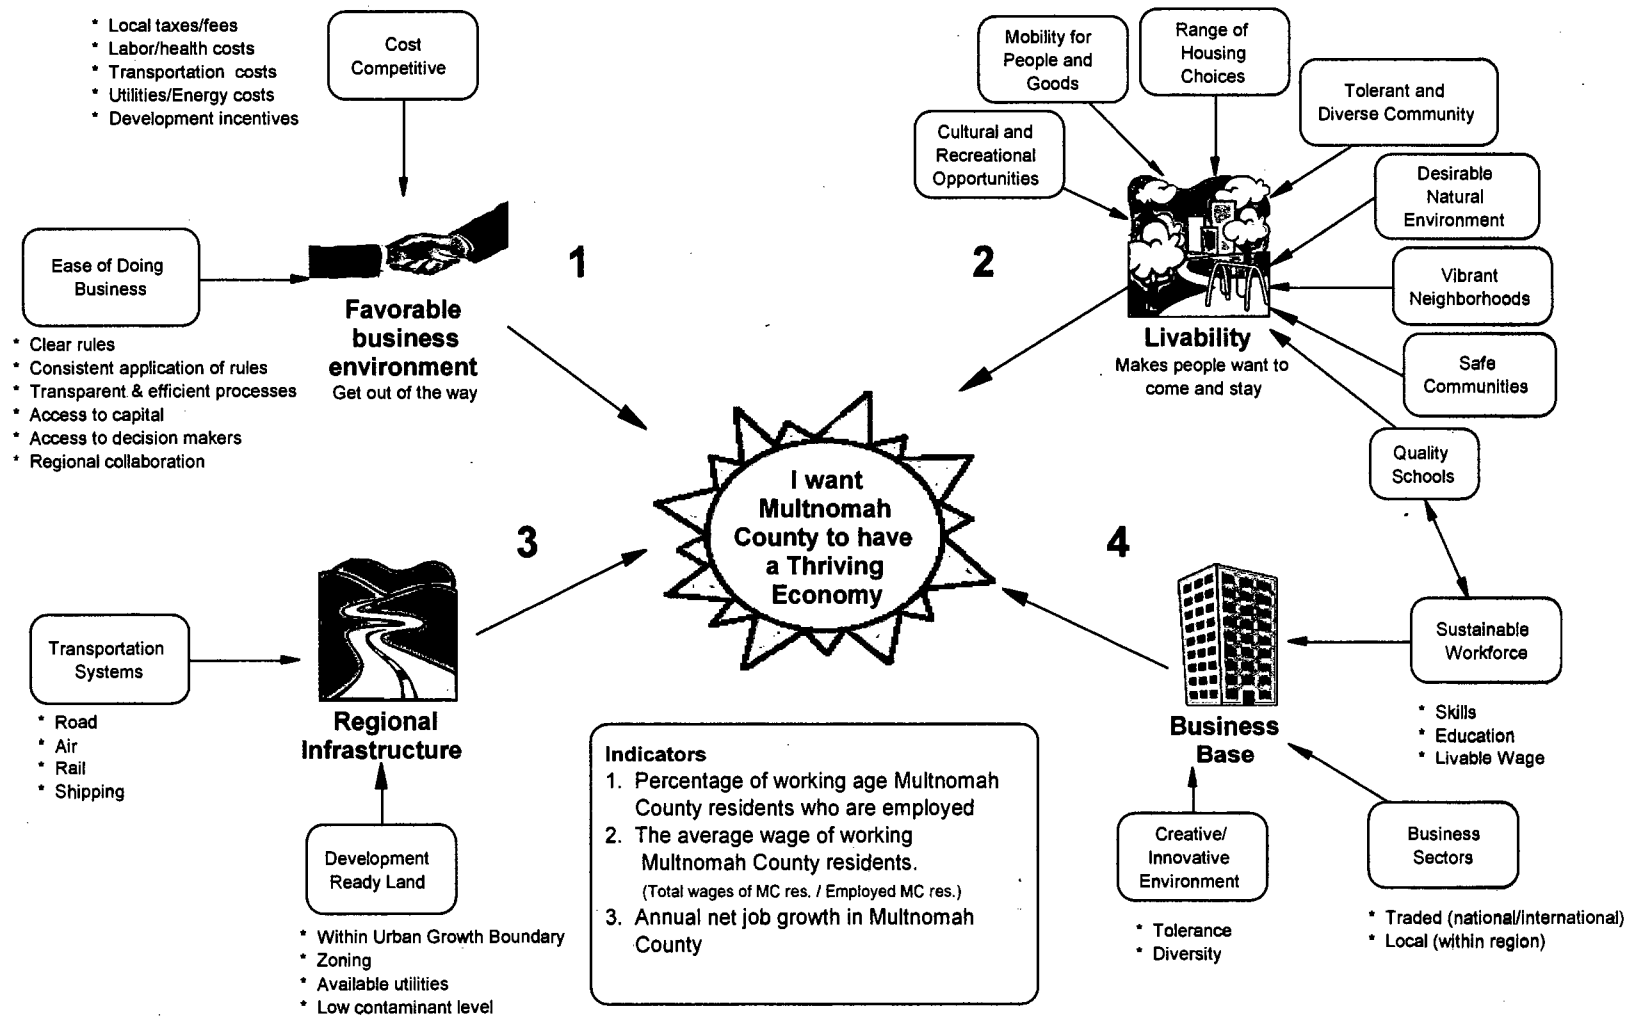 * Local taxes/fees
* Labor/health costs
* Transportation costs
* Utilities/Energy costs
* Development incentives
Cost
Competitive
Ease of Doing
Business
* Clear rules
* Consistent application of rules
* Transparent & efficient processes
* Access to capital
* Access to decision makers
* Regional collaboration
1
Favorable
business
environment
Get out of the way
2
Mobility for
People and
Goods
Range of
Housing
Choices
Tolerant and
Diverse Community
Cultural and
Recreational
Opportunities
Desirable
Natural
Environment
Vibrant
Neighborhoods
Safe
Communities
Quality
Schools
Livability
Makes people want to
come and stay
I want
Multnomah
County to have
a Thriving
Economy
3
Transportation
Systems
* Road
* Air
* Rail
* Shipping
Regional
Infrastructure
Development
Ready Land
* Within Urban Growth Boundary
* Zoning
* Available utilities
* Low contaminant level
Indicators
1. Percentage of working age Multnomah
County residents who are employed
2. The average wage of working
Multnomah County residents.
(Total wages of MC res. / Employed MC res.)
3. Annual net job growth in Multnomah
County
4
Business
Base
Sustainable
Workforce
* Skills
* Education
* Livable Wage
Creative/
Innovative
Environment
* Tolerance
* Diversity
Business
Sectors
* Traded (national/international)
* Local (within region)